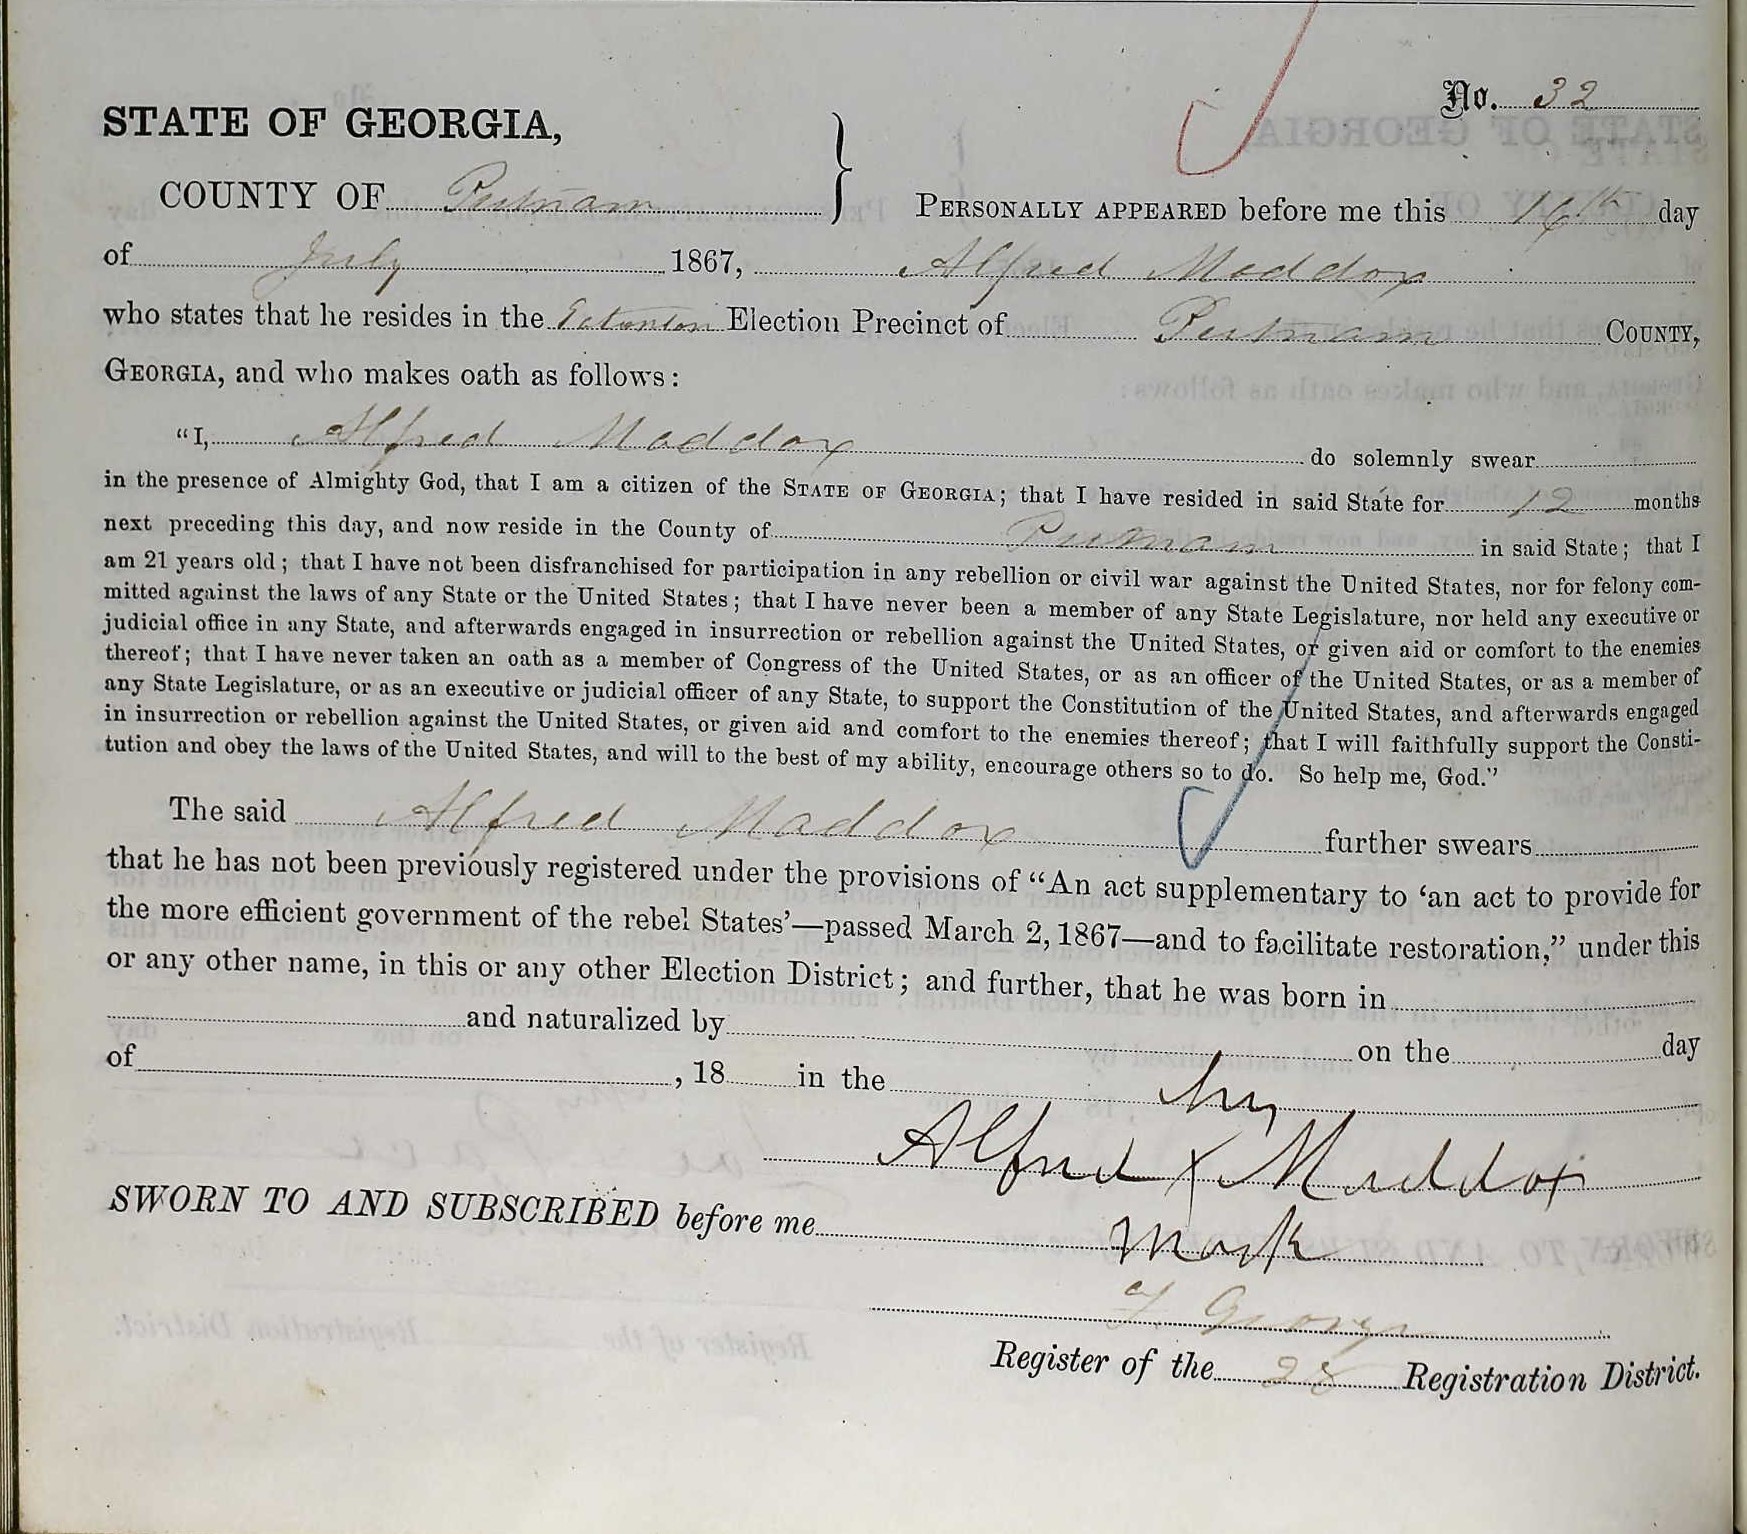 No. 32
STATE OF GEORGIA,
COUNTY OF Putnam } PERSONALLY APPEARED before me this 16th day
of July 1867, Alfred Maddox
who states that he resides in the Eatonton Election Precinct of Putnam COUNTY,
GEORGIA, and who makes oath as follows:
“I, Alfred Maddox do solemnly swear
in the presence of Almighty God, that I am a citizen of the STATE OF GEORGIA; that I have resided in said State for 12 months
next preceding this day, and now reside in the County of Putnam in said State; that I
am 21 years old; that I have not been disfranchised for participation in any rebellion or civil war against the United States, nor for felony com-
mitted against the laws of any State or the United States; that I have never been a member of any State Legislature, nor held any executive or
judicial office in any State, and afterwards engaged in insurrection or rebellion against the United States, or given aid or comfort to the enemies
thereof; that I have never taken an oath as a member of Congress of the United States, or as an officer of the United States, or as a member of
any State Legislature, or as an executive or judicial officer of any State, to support the Constitution of the United States, and afterwards engaged
in insurrection or rebellion against the United States, or given aid and comfort to the enemies thereof; that I will faithfully support the Consti-
tution and obey the laws of the United States, and will to the best of my ability, encourage others so to do. So help me, God.”
The said Alfred Maddox further swears
that he has not been previously registered under the provisions of “An act supplementary to ‘an act to provide for
the more efficient government of the rebel States’—passed March 2, 1867—and to facilitate restoration,” under this
or any other name, in this or any other Election District; and further, that he was born in
and naturalized by on the day
of , 18 in the
his
Alfred X Maddox
SWORN TO AND SUBSCRIBED before me
mark
F. George
Register of the 28 Registration District.